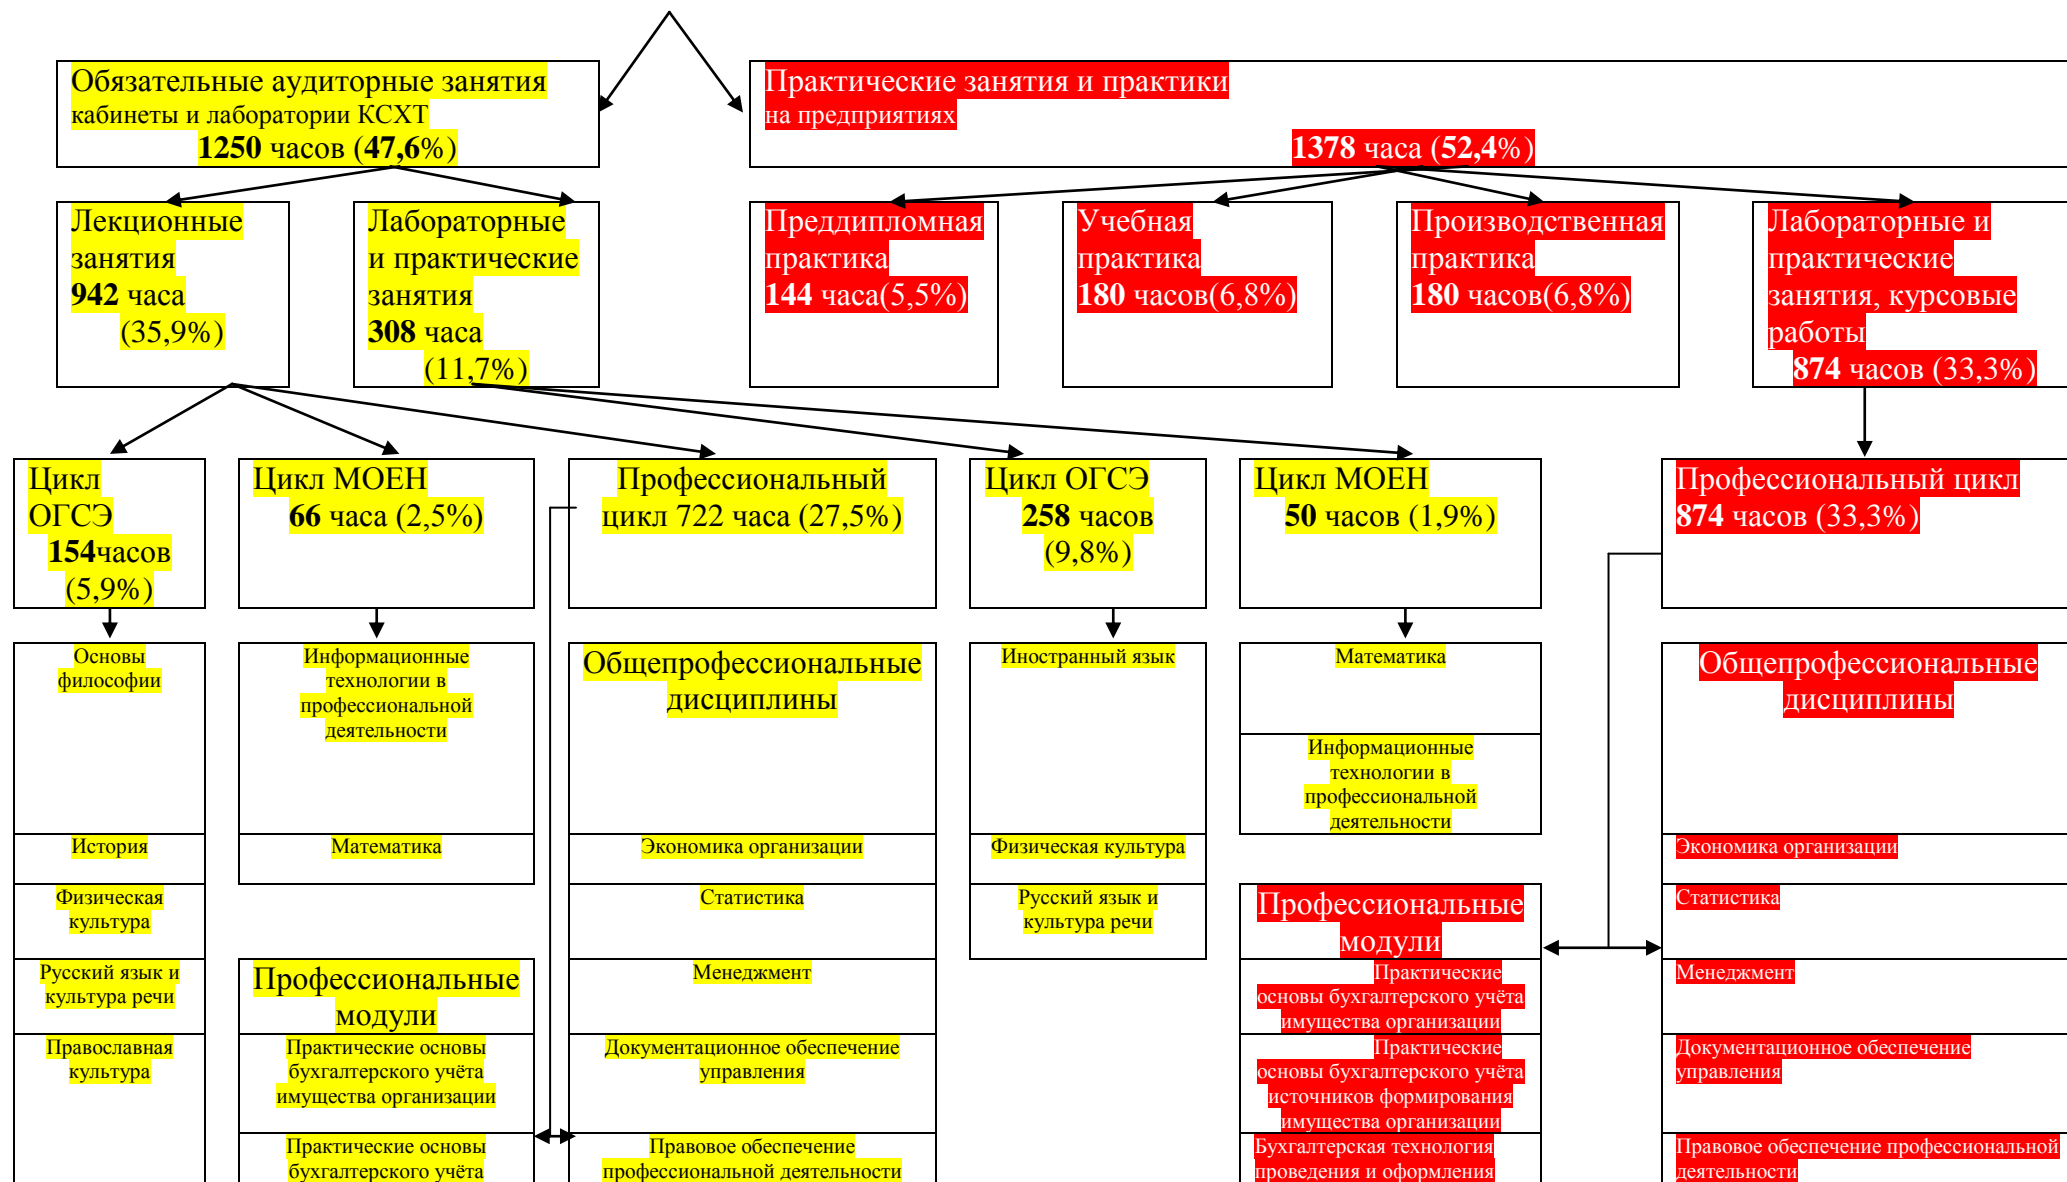 Обязательные аудиторные занятия
кабинеты и лаборатории КСХТ
1250 часов (47,6%)
Практические занятия и практики
на предприятиях
1378 часа (52,4%)
Лекционные
занятия
942 часа
(35,9%)
Лабораторные
и практические
занятия
308 часа
(11,7%)
Преддипломная
практика
144 часа(5,5%)
Учебная
практика
180 часов(6,8%)
Производственная
практика
180 часов(6,8%)
Лабораторные и
практические
занятия, курсовые
работы
874 часов (33,3%)
Цикл
ОГСЭ
154часов
(5,9%)
Цикл МОЕН
66 часа (2,5%)
Профессиональный
цикл 722 часа (27,5%)
Цикл ОГСЭ
258 часов
(9,8%)
Цикл МОЕН
50 часов (1,9%)
Профессиональный цикл
874 часов (33,3%)
Основы
философии
История
Физическая
культура
Русский язык и
культура речи
Православная
культура
Информационные
технологии в
профессиональной
деятельности
Математика
Профессиональные
модули
Практические основы
бухгалтерского учёта
имущества организации
Практические основы
бухгалтерского учёта
Общепрофессиональные
дисциплины
Экономика организации
Статистика
Менеджмент
Документационное обеспечение
управления
Правовое обеспечение
профессиональной деятельности
Иностранный язык
Физическая культура
Русский язык и
культура речи
Математика
Информационные
технологии в
профессиональной
деятельности
Профессиональные
модули
Практические
основы бухгалтерского учёта
имущества организации
Практические
основы бухгалтерского учёта
источников формирования
имущества организации
Бухгалтерская технология
проведения и оформления
Общепрофессиональные
дисциплины
Экономика организации
Статистика
Менеджмент
Документационное обеспечение
управления
Правовое обеспечение профессиональной
деятельности